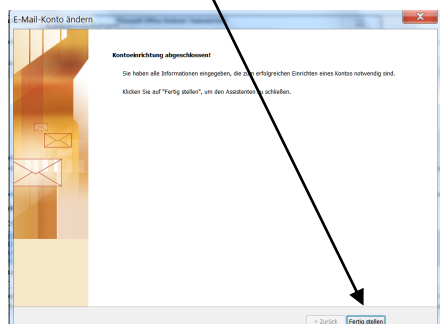 E-Mail-Konto ändern
Kontoeinrichtung abgeschlossen!
Sie haben alle Informationen eingegeben, die zum erfolgreichen Einrichten eines Kontos notwendig sind.
Klicken Sie auf "Fertig stellen", um den Assistenten zu schließen.
< Zurück Fertig stellen